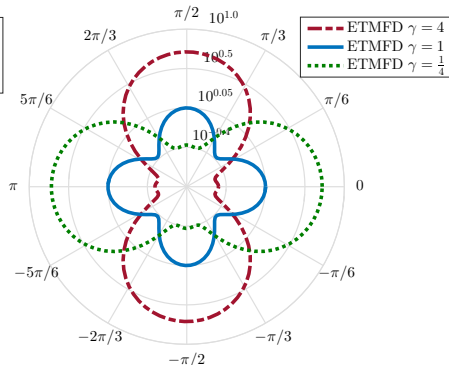 π/2
10^1.0
2π/3
π/3
ETMFD γ = 4
ETMFD γ = 1
ETMFD γ = 1/4
10^0.5
5π/6
π/6
10^0.05
π
0
−5π/6
−π/6
−2π/3
−π/3
−π/2